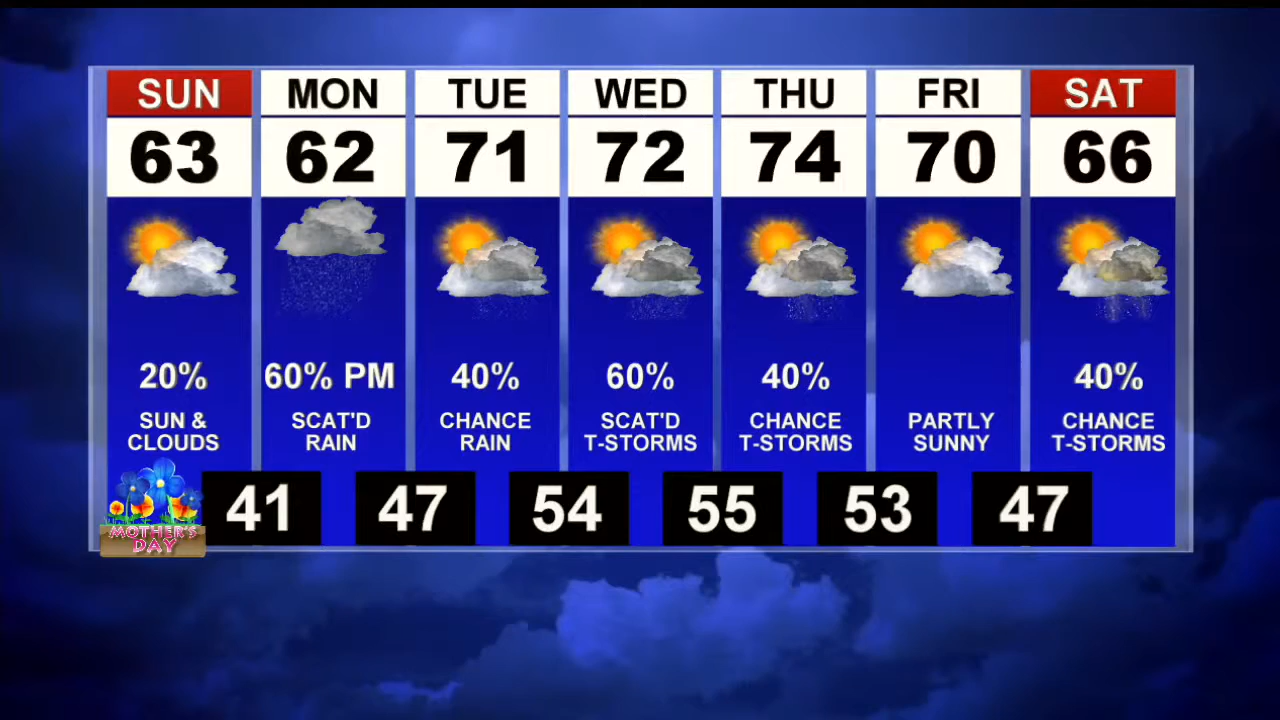 SUN MON TUE WED THU FRI SAT
63 62 71 72 74 70 66
20% 60% PM 40% 60% 40% 40%
SUN & SCAT'D CHANCE SCAT'D CHANCE PARTLY CHANCE
CLOUDS RAIN RAIN T-STORMS T-STORMS SUNNY T-STORMS
41 47 54 55 53 47
MOTHER'S
DAY